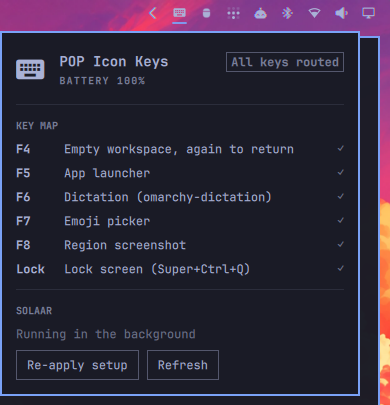 POP Icon Keys
All keys routed
BATTERY 100%
KEY MAP
F4 Empty workspace, again to return ✓
F5 App launcher ✓
F6 Dictation (omarchy-dictation) ✓
F7 Emoji picker ✓
F8 Region screenshot ✓
Lock Lock screen (Super+Ctrl+Q) ✓
SOLAAR
Running in the background
Re-apply setup Refresh